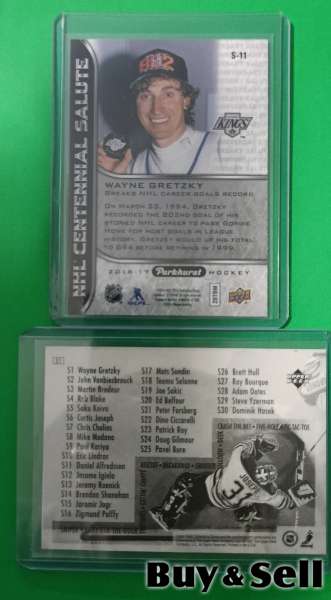 S-11
NHL CENTENNIAL SALUTE
KINGS
WAYNE GRETZKY
BREAKS NHL CAREER GOALS RECORD
ON MARCH 23, 1994, GRETZKY
RECORDED THE 802ND GOAL OF HIS
STORIED NHL CAREER TO PASS GORDIE
HOWE FOR MOST GOALS IN LEAGUE
HISTORY. GRETZKY WOULD UP HIS TOTAL
TO 894 BEFORE RETIRING IN 1999.
2016-17 Parkhurst HOCKEY
S1 Wayne Gretzky
S2 John Vanbiesbrouck
S3 Martin Brodeur
S4 Rob Blake
S5 Saku Koivu
S6 Curtis Joseph
S7 Chris Chelios
S8 Mike Modano
S9 Paul Kariya
S10 Eric Lindros
S11 Daniel Alfredsson
S12 Jarome Iginla
S13 Jeremy Roenick
S14 Brendan Shanahan
S15 Jaromir Jagr
S16 Zigmund Palffy
S17 Mats Sundin
S18 Teemu Selanne
S19 Joe Sakic
S20 Ed Belfour
S21 Peter Forsberg
S22 Dino Ciccarelli
S23 Patrick Roy
S24 Doug Gilmour
S25 Pavel Bure
S26 Brett Hull
S27 Ray Bourque
S28 Adam Oates
S29 Steve Yzerman
S30 Dominik Hasek
UPPER DECK
Buy & Sell